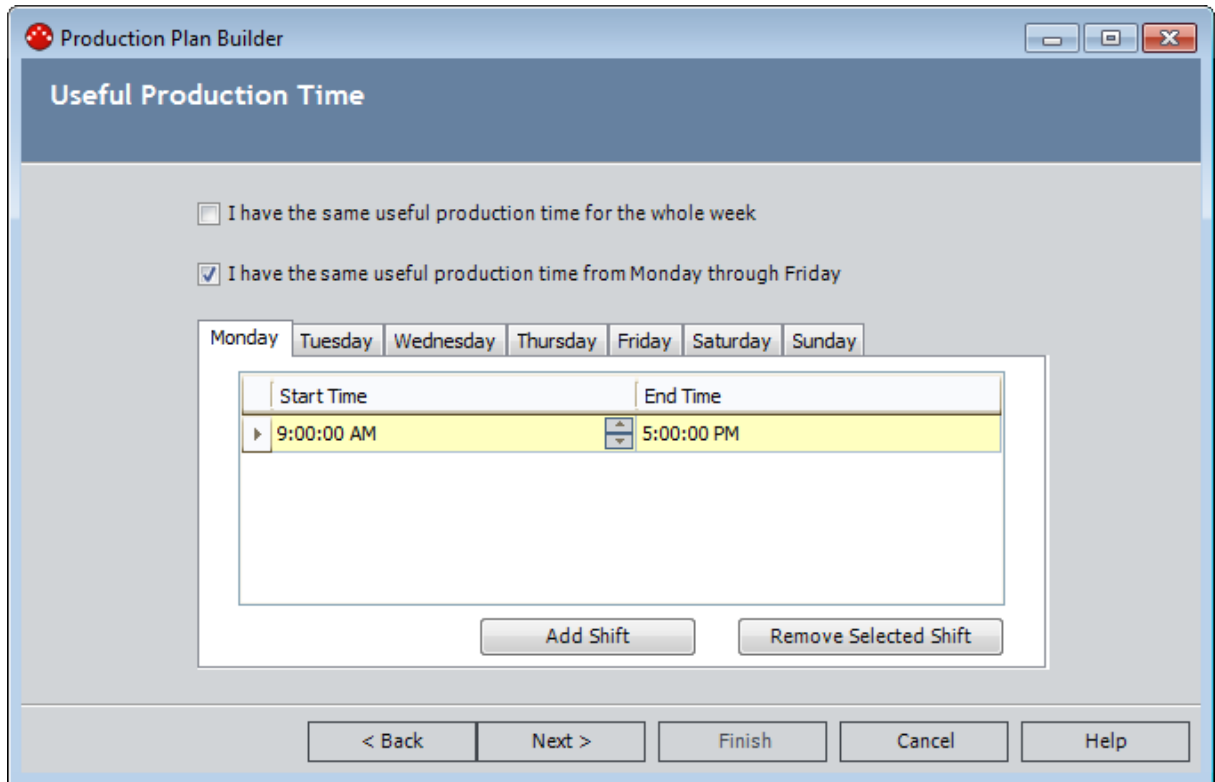 Production Plan Builder
Useful Production Time
I have the same useful production time for the whole week
I have the same useful production time from Monday through Friday
Monday Tuesday Wednesday Thursday Friday Saturday Sunday
Start Time End Time
9:00:00 AM 5:00:00 PM
Add Shift Remove Selected Shift
< Back Next > Finish Cancel Help